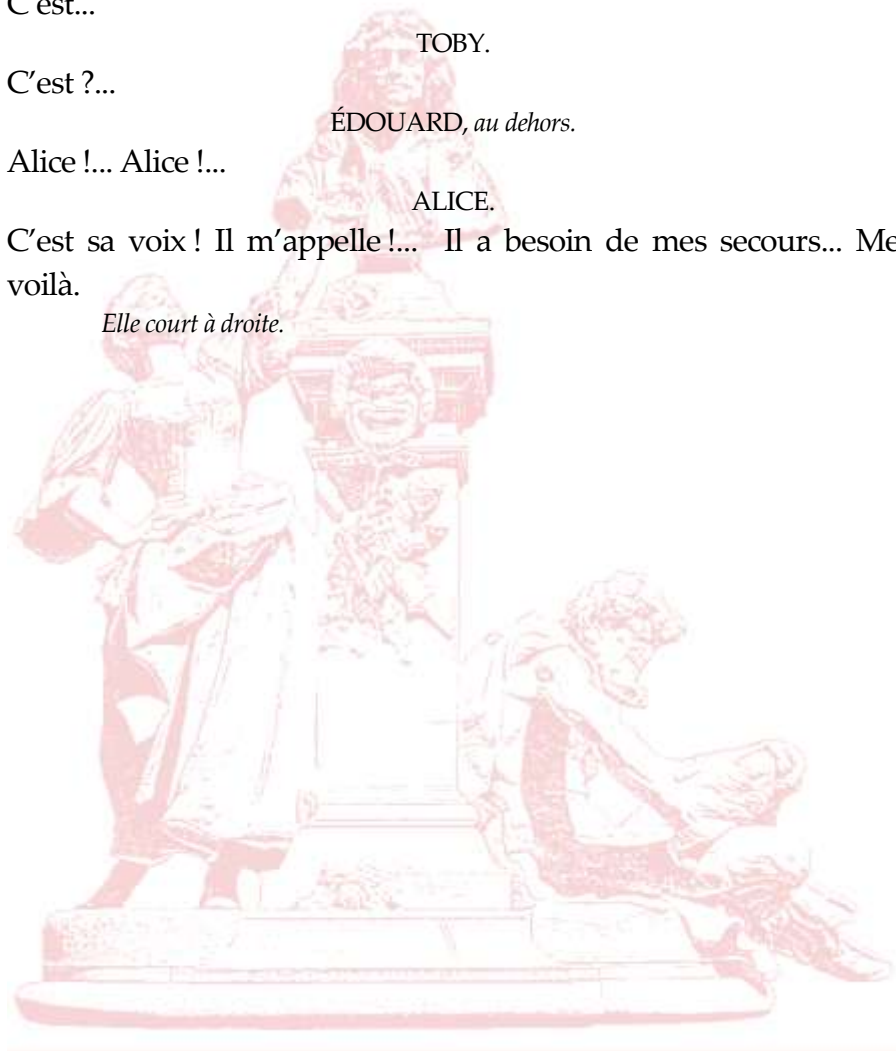 C'est...
TOBY.
C'est ?...
ÉDOUARD, au dehors.
Alice !... Alice !...
ALICE.
C'est sa voix ! Il m'appelle !... Il a besoin de mes secours... Me
voilà.
Elle court à droite.